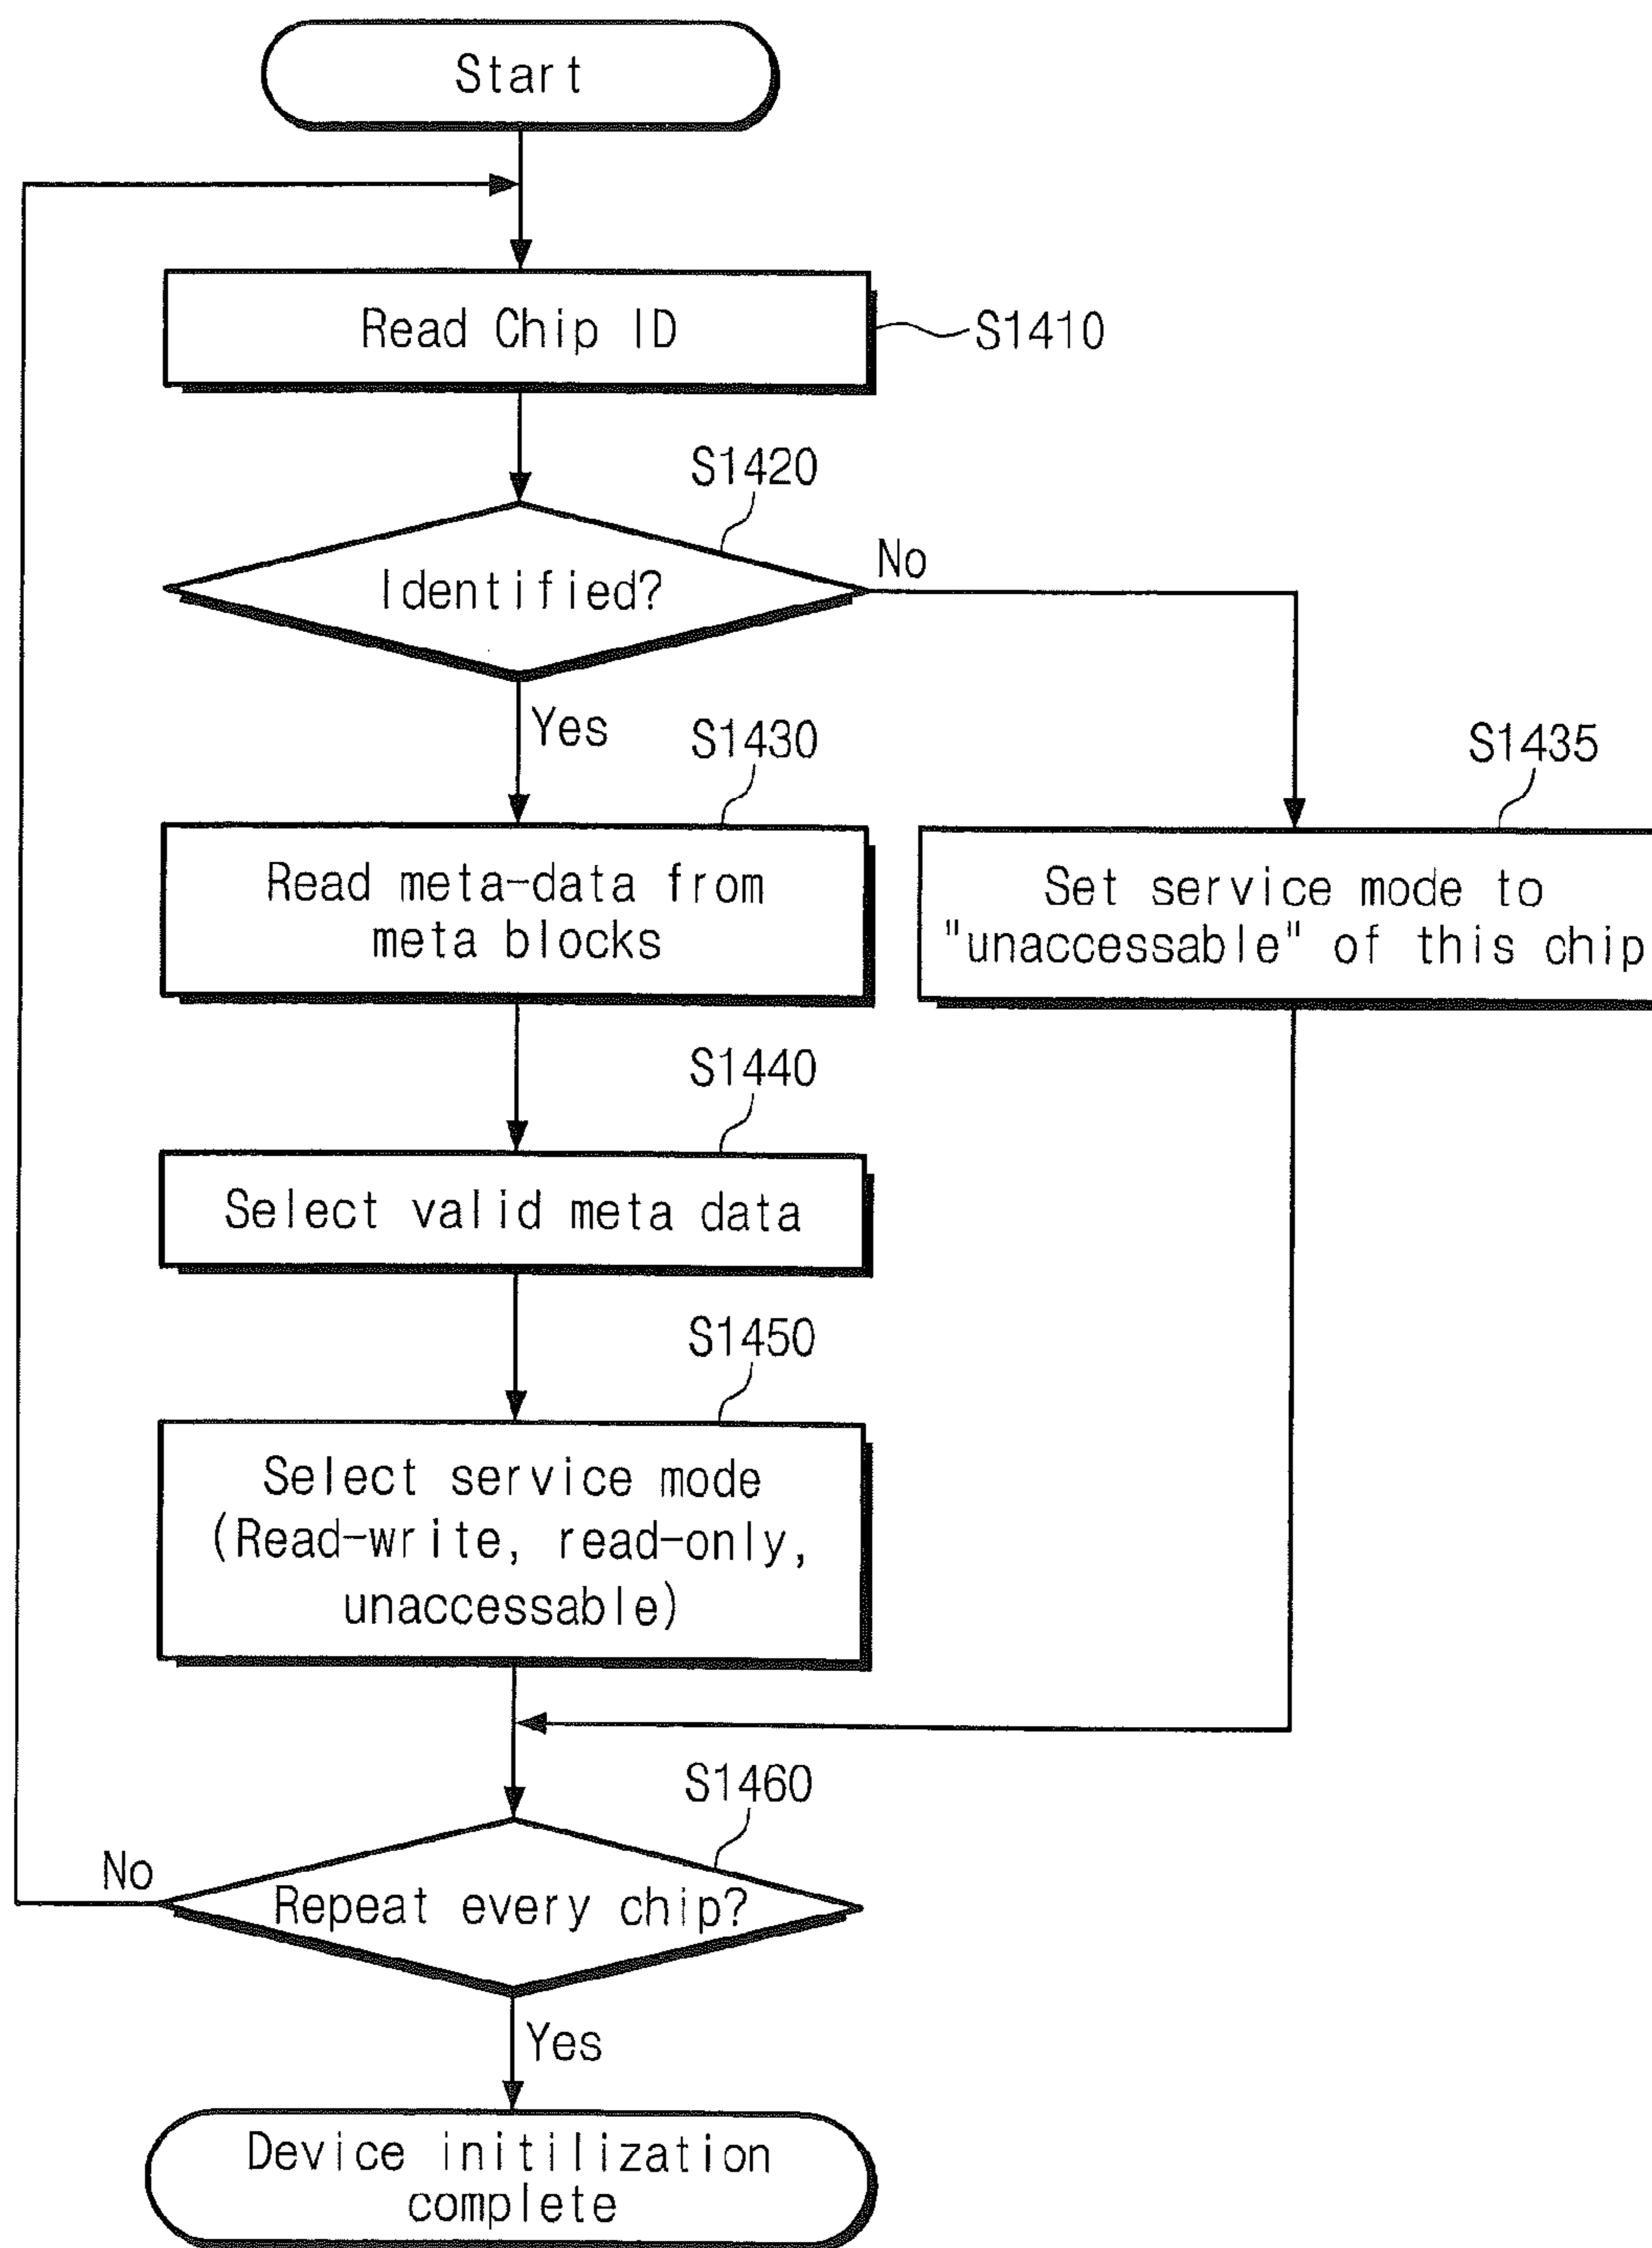 Start
Read Chip ID
S1410
S1420
Identified?
No
Yes
S1430
S1435
Read meta-data from
meta blocks
Set service mode to
"unaccessable" of this chip
S1440
Select valid meta data
S1450
Select service mode
(Read-write, read-only,
unaccessable)
S1460
No
Repeat every chip?
Yes
Device initilization
complete